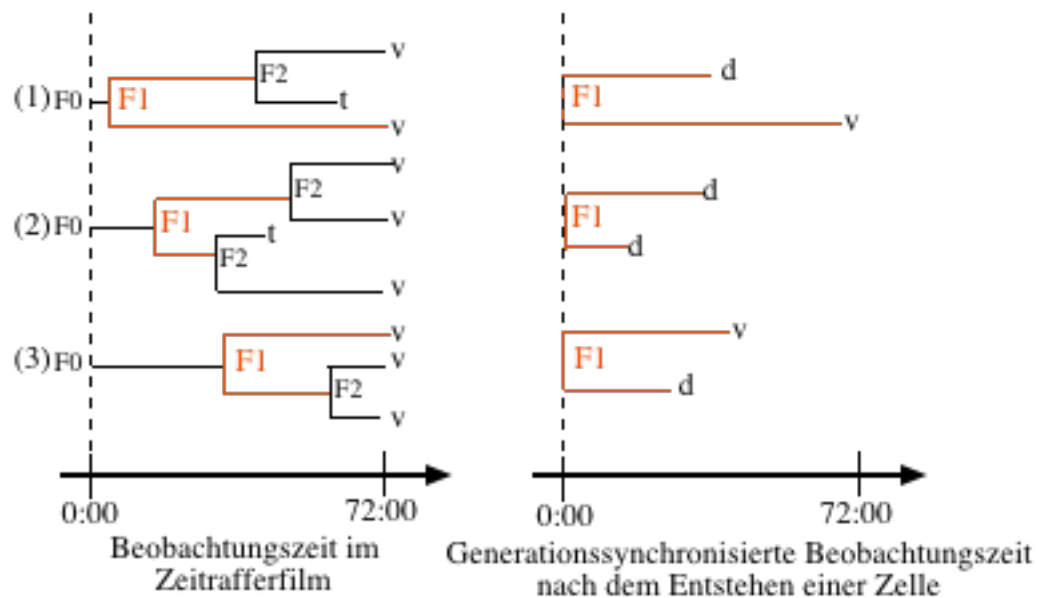 v
F2
(1) F0
F1
t
v
v
F2
(2) F0
F1
v
t
F2
v
v
(3) F0
F1
v
F2
v
0:00
72:00
Beobachtungszeit im
Zeitrafferfilm
d
F1
v
d
F1
d
v
F1
d
0:00
72:00
Generationssynchronisierte Beobachtungszeit
nach dem Entstehen einer Zelle